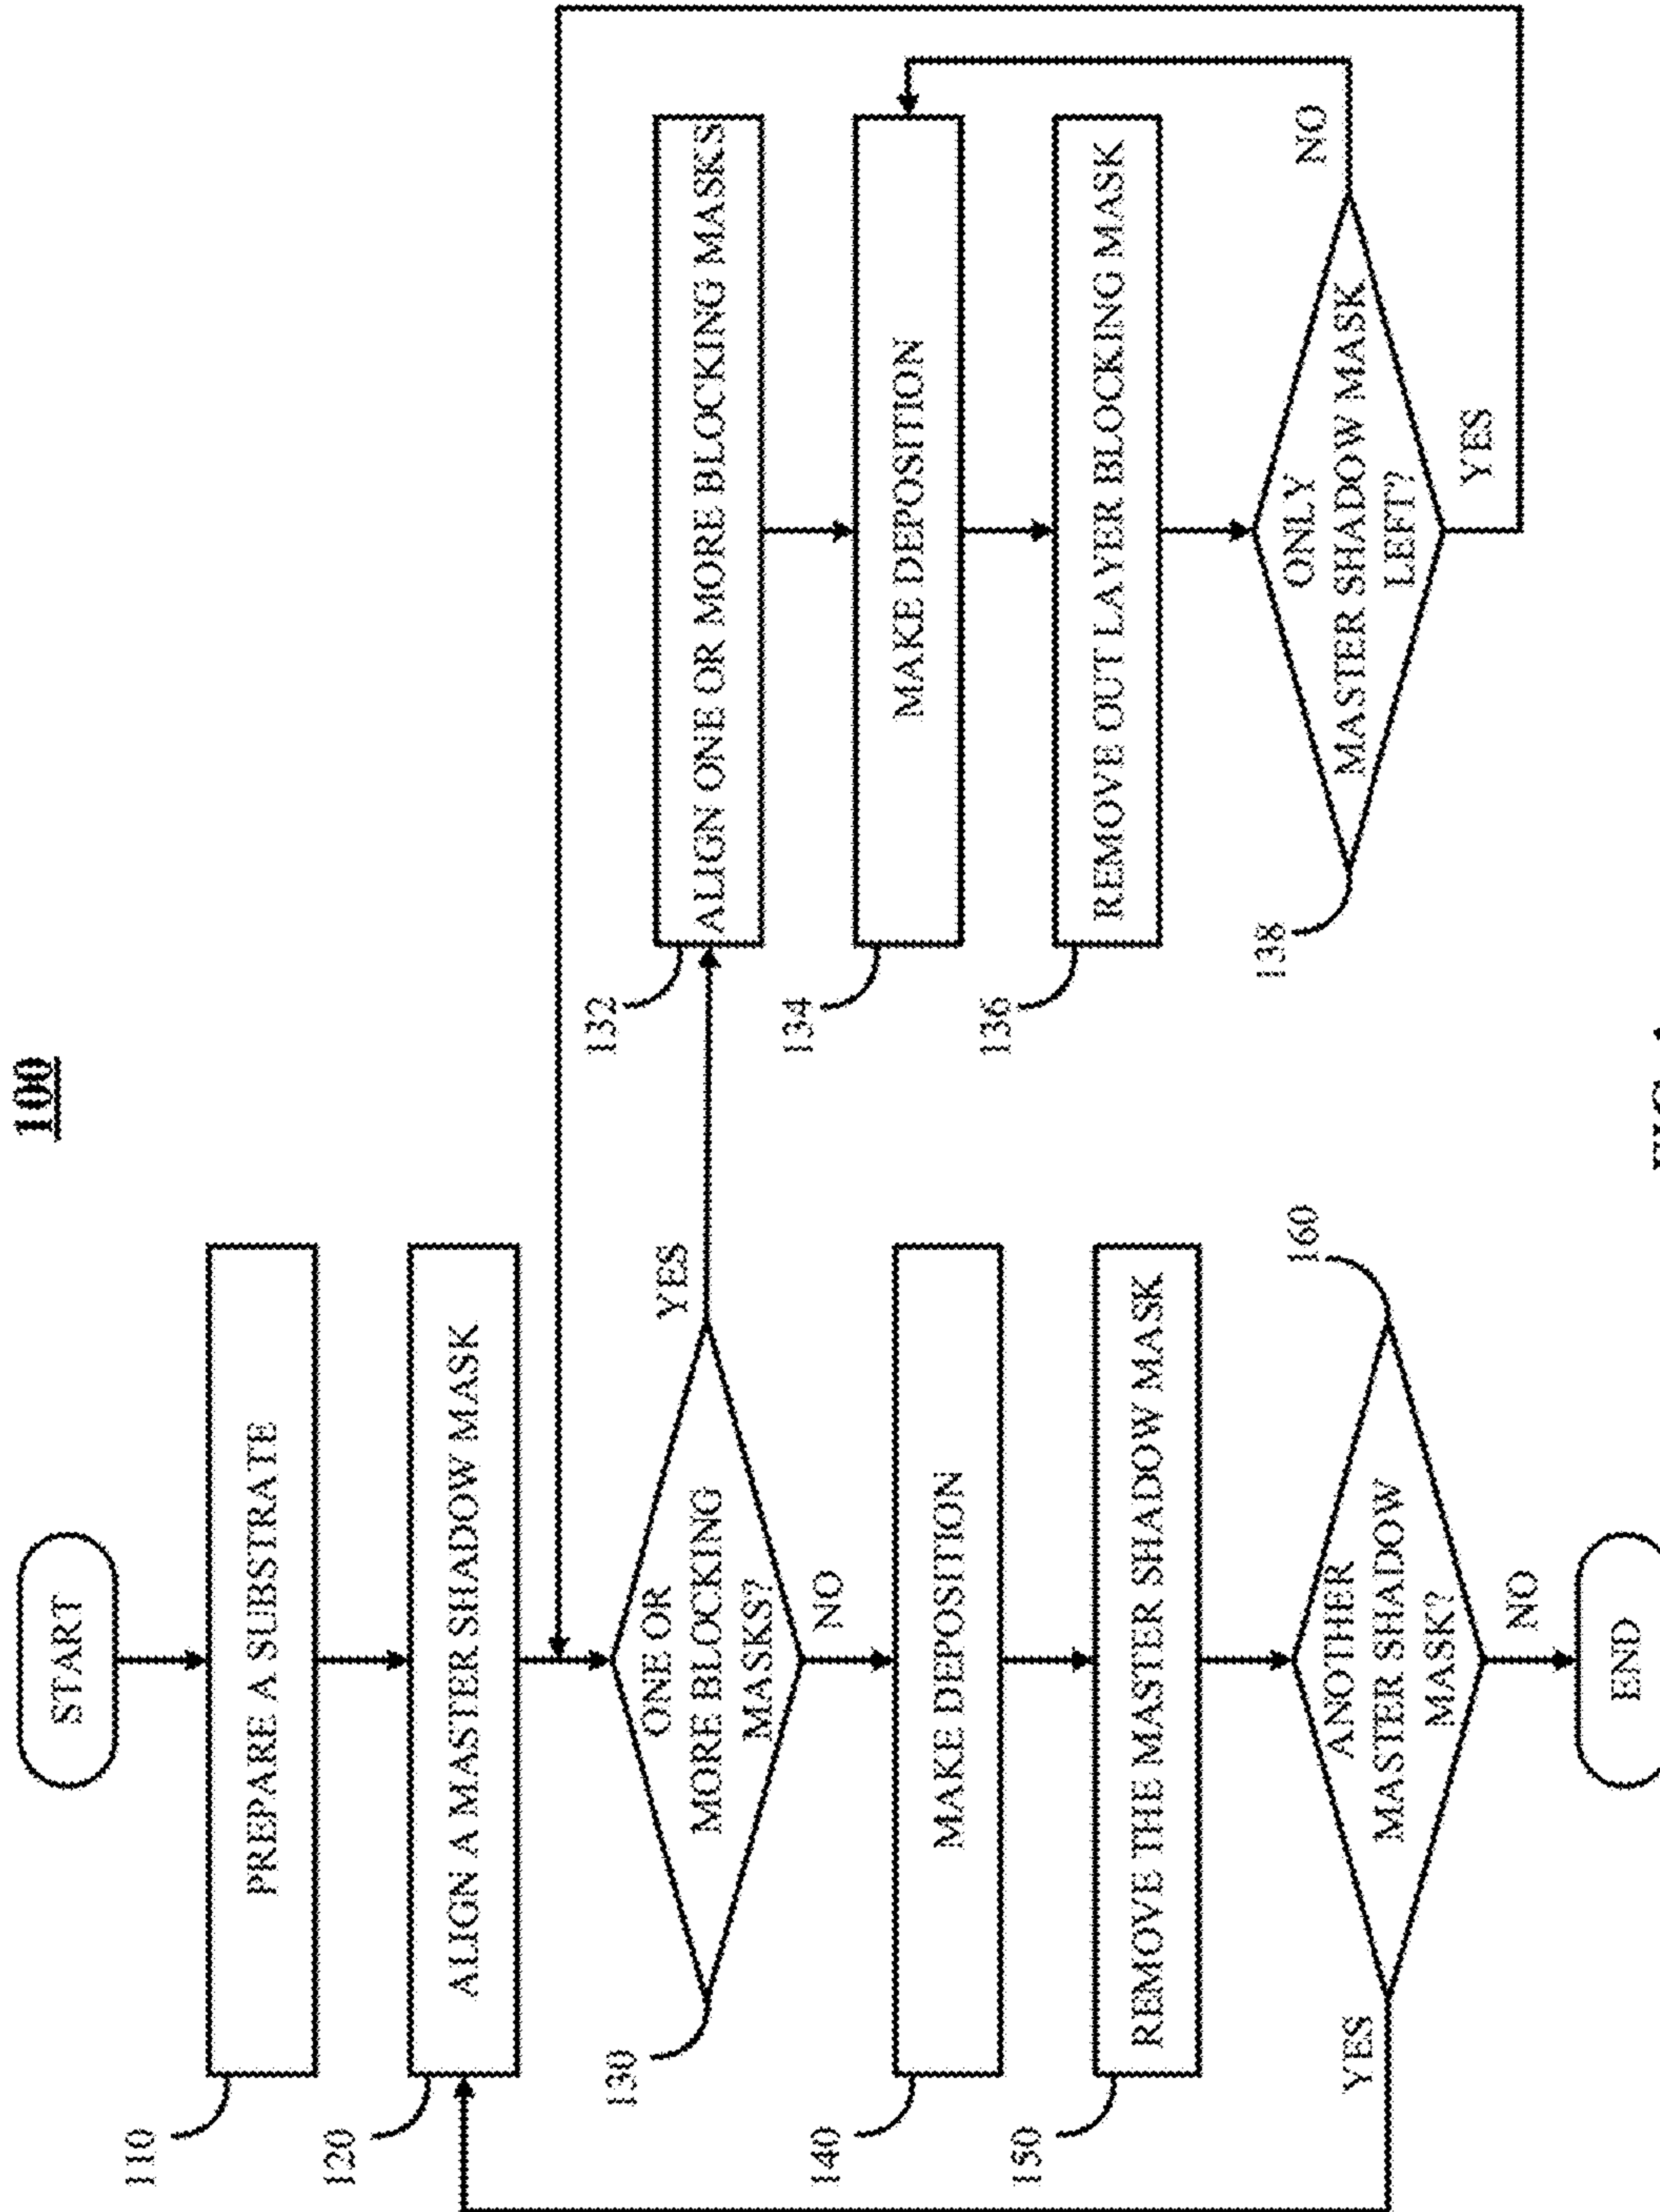 100
START
110
PREPARE A SUBSTRATE
120
ALIGN A MASTER SHADOW MASK
130
ONE OR
MORE BLOCKING
MASKS?
YES
NO
140
MAKE DEPOSITION
150
REMOVE THE MASTER SHADOW MASK
160
ANOTHER
MASTER SHADOW
MASK?
YES
NO
END
132
ALIGN ONE OR MORE BLOCKING MASKS
134
MAKE DEPOSITION
136
REMOVE OUT LAYER BLOCKING MASK
138
ONLY
MASTER SHADOW MASK
LEFT?
NO
YES